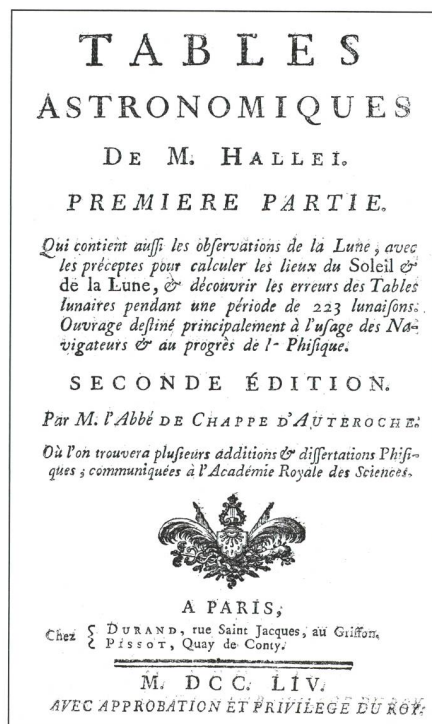 TABLES
ASTRONOMIQUES
DE M. HALLEI.
PREMIERE PARTIE.
Qui contient auſſi les obſervations de la Lune, avec
les préceptes pour calculer les lieux du Soleil &
de la Lune, & découvrir les erreurs des Tables
lunaires pendant une période de 223 lunaiſons.
Ouvrage deſtiné principalement à l'uſage des Na-
vigateurs & au progrès de l- Phiſique.
SECONDE ÉDITION.
Par M. l'Abbé DE CHAPPE D'AUTEROCHE.
Où l'on trouvera pluſieurs additions & diſſertations Phiſi-
ques ; communiquées à l'Académie Royale des Sciences.
A PARIS,
Chez { DURAND, rue Saint Jacques, au Griffon.
PISSOT, Quay de Conty.
M. DCC. LIV.
AVEC APPROBATION ET PRIVILEGE DU ROY.